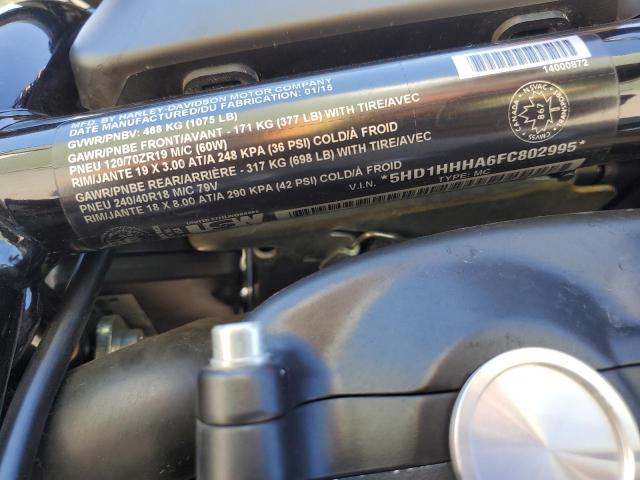 MFD. BY HARLEY-DAVIDSON MOTOR COMPANY
DATE MANUFACTURED/DU FABRICATION: 01/15
GVWR/PNBV: 488 KG (1075 LB)
GAWR/PNBE FRONT/AVANT - 171 KG (377 LB) WITH TIRE/AVEC
PNEU 120/70ZR19 M/C (60W)
RIM/JANTE 19 X 3.00 AT/A 248 KPA (36 PSI) COLD/À FROID
GAWR/PNBE REAR/ARRIÈRE - 317 KG (698 LB) WITH TIRE/AVEC
PNEU 240/40R18 M/C 79V
RIM/JANTE 18 X 8.00 AT/A 290 KPA (42 PSI) COLD/À FROID
14000872
CANADA
867
V.I.N. *5HD1HHHA6FC802995*
TYPE: MC
UNITED STEELWORKERS